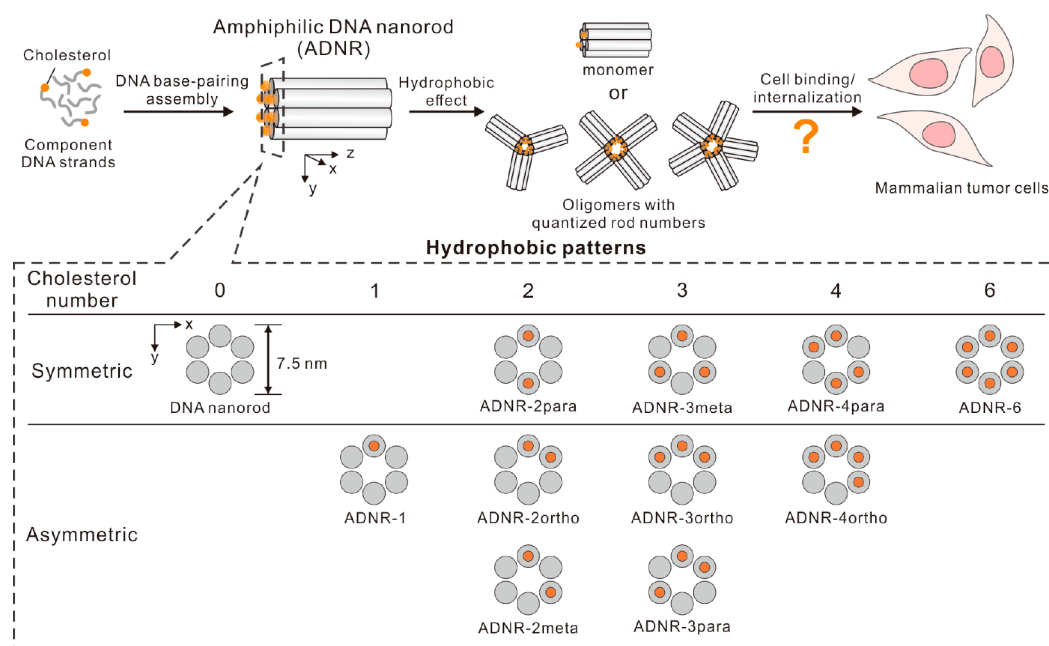 Amphiphilic DNA nanorod
(ADNR)
Cholesterol
DNA base-pairing
assembly
Component
DNA strands
z
x
y
Hydrophobic
effect
monomer
or
Oligomers with
quantized rod numbers
Cell binding/
internalization
?
Mammalian tumor cells
Hydrophobic patterns
Cholesterol
number
0
1
2
3
4
6
Symmetric
x
y
7.5 nm
DNA nanorod
ADNR-2para
ADNR-3meta
ADNR-4para
ADNR-6
Asymmetric
ADNR-1
ADNR-2ortho
ADNR-3ortho
ADNR-4ortho
ADNR-2meta
ADNR-3para